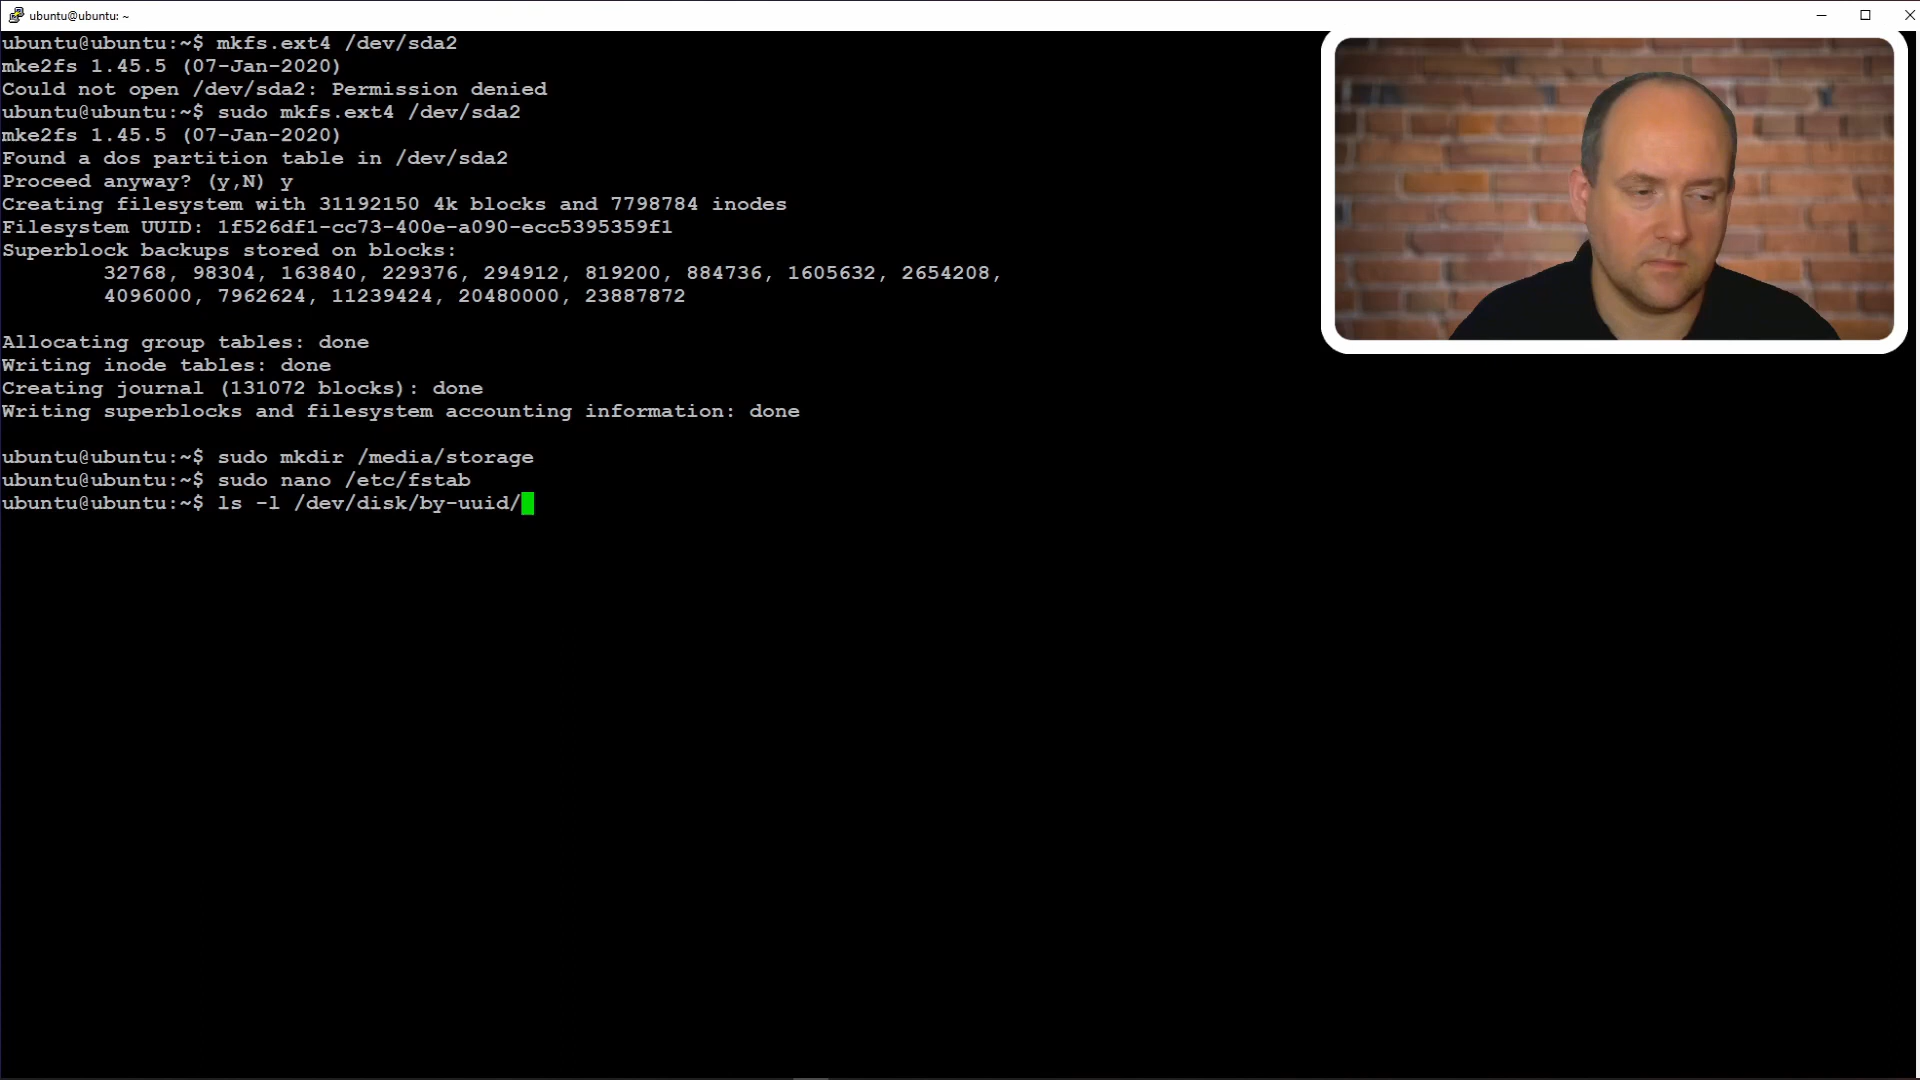 ubuntu@ubuntu: ~
ubuntu@ubuntu:~$ mkfs.ext4 /dev/sda2
mke2fs 1.45.5 (07-Jan-2020)
Could not open /dev/sda2: Permission denied
ubuntu@ubuntu:~$ sudo mkfs.ext4 /dev/sda2
mke2fs 1.45.5 (07-Jan-2020)
Found a dos partition table in /dev/sda2
Proceed anyway? (y,N) y
Creating filesystem with 31192150 4k blocks and 7798784 inodes
Filesystem UUID: 1f526df1-cc73-400e-a090-ecc5395359f1
Superblock backups stored on blocks:
32768, 98304, 163840, 229376, 294912, 819200, 884736, 1605632, 2654208,
4096000, 7962624, 11239424, 20480000, 23887872
Allocating group tables: done
Writing inode tables: done
Creating journal (131072 blocks): done
Writing superblocks and filesystem accounting information: done
ubuntu@ubuntu:~$ sudo mkdir /media/storage
ubuntu@ubuntu:~$ sudo nano /etc/fstab
ubuntu@ubuntu:~$ ls -l /dev/disk/by-uuid/